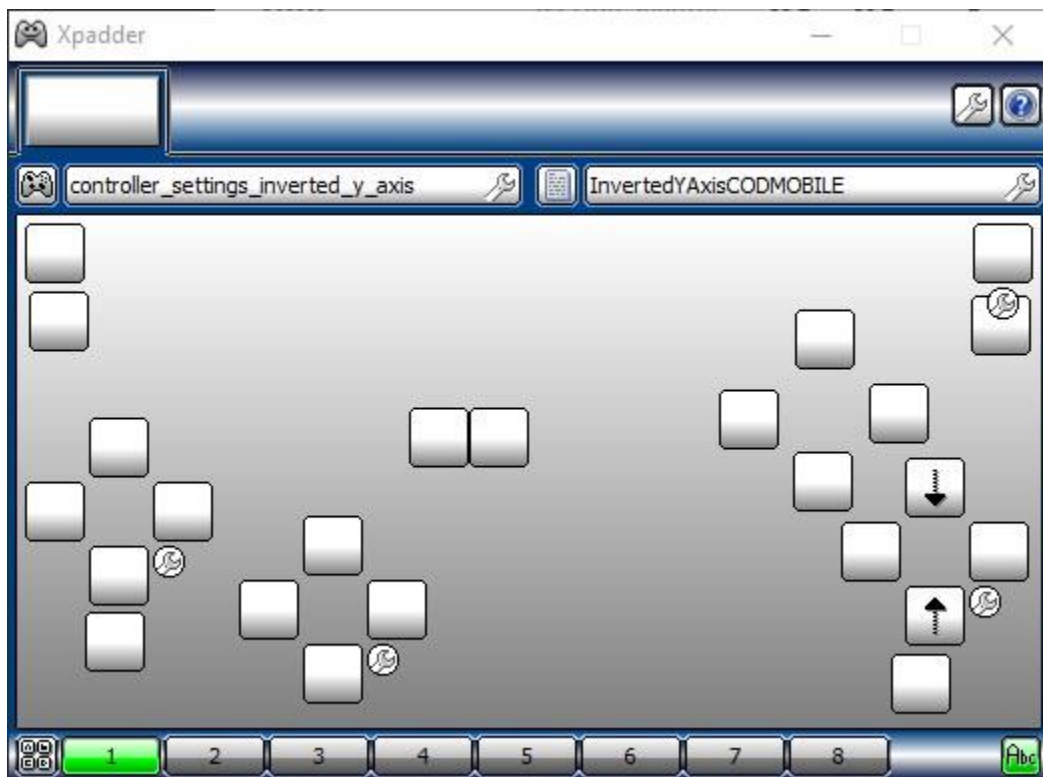 Xpadder
controller_settings_inverted_y_axis InvertedYAxisCODMOBILE
1 2 3 4 5 6 7 8 Abc